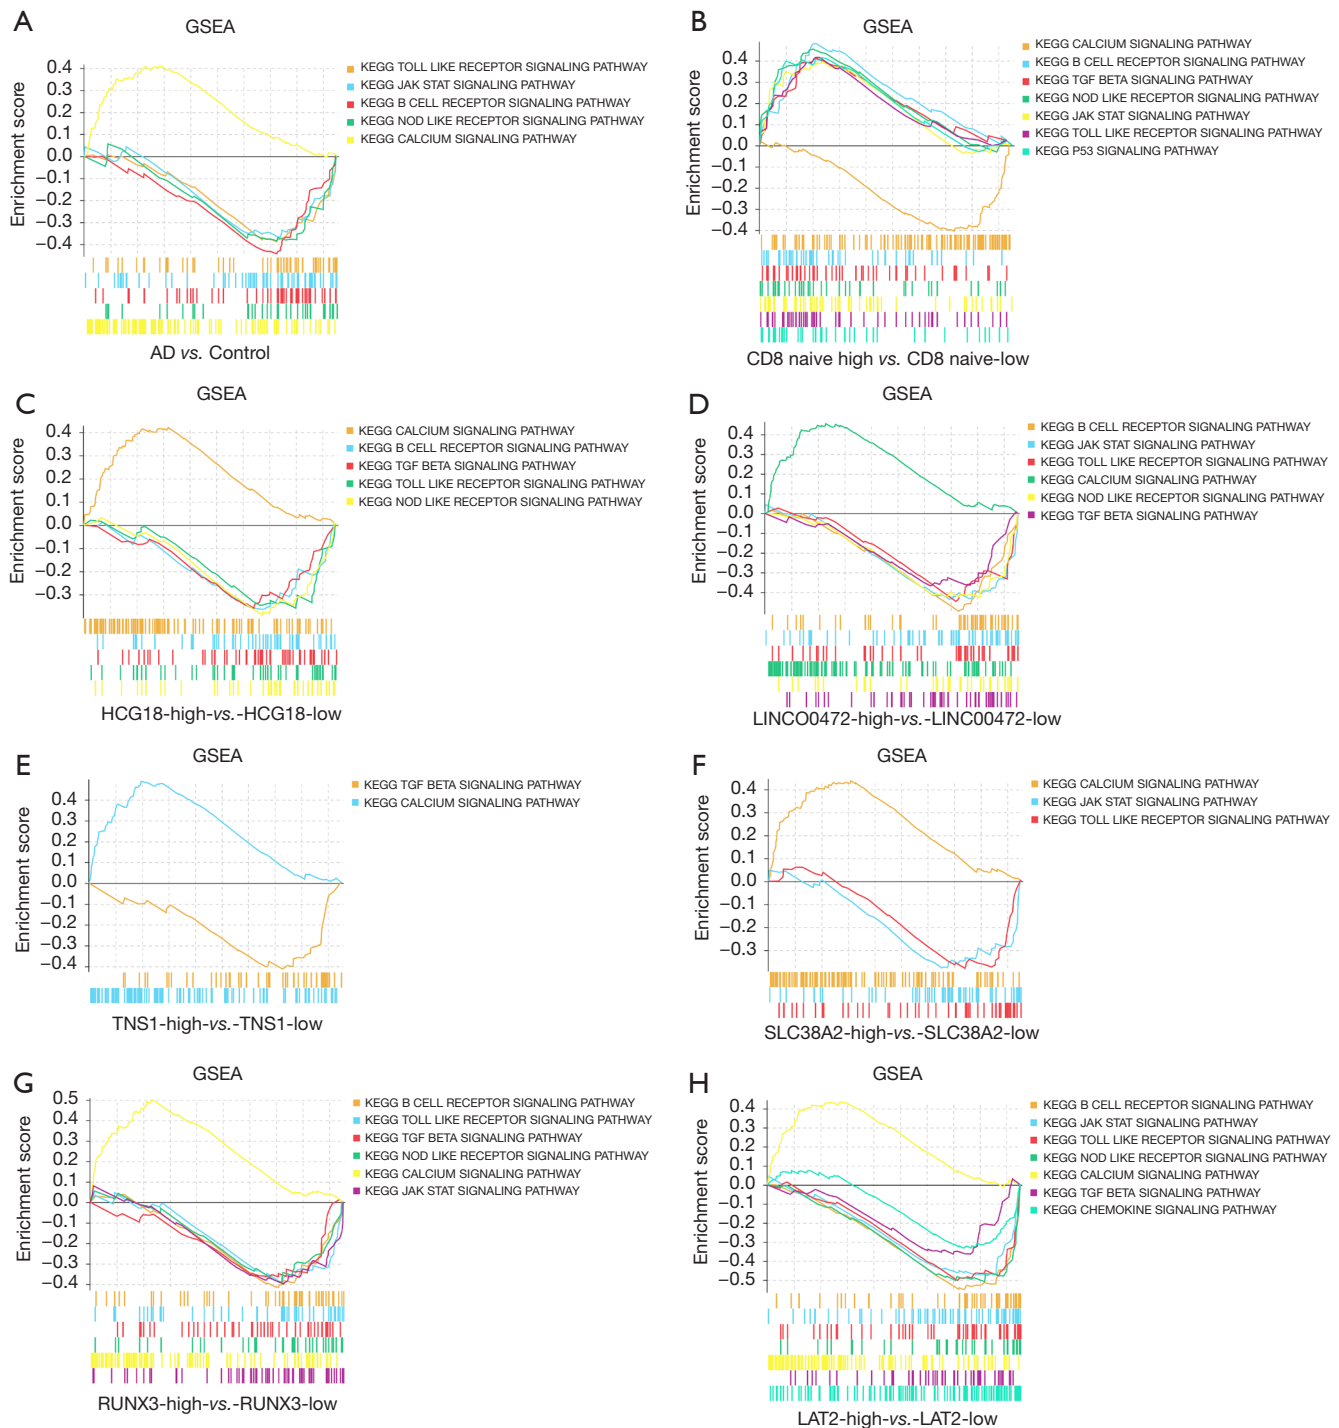 A
GSEA
Enrichment score
0.4
0.3
0.2
0.1
0.0
−0.1
−0.2
−0.3
−0.4
KEGG TOLL LIKE RECEPTOR SIGNALING PATHWAY
KEGG JAK STAT SIGNALING PATHWAY
KEGG B CELL RECEPTOR SIGNALING PATHWAY
KEGG NOD LIKE RECEPTOR SIGNALING PATHWAY
KEGG CALCIUM SIGNALING PATHWAY
AD vs. Control
B
GSEA
Enrichment score
0.4
0.3
0.2
0.1
0.0
−0.1
−0.2
−0.3
−0.4
KEGG CALCIUM SIGNALING PATHWAY
KEGG B CELL RECEPTOR SIGNALING PATHWAY
KEGG TGF BETA SIGNALING PATHWAY
KEGG NOD LIKE RECEPTOR SIGNALING PATHWAY
KEGG JAK STAT SIGNALING PATHWAY
KEGG TOLL LIKE RECEPTOR SIGNALING PATHWAY
KEGG P53 SIGNALING PATHWAY
CD8 naive high vs. CD8 naive-low
C
GSEA
Enrichment score
0.4
0.3
0.2
0.1
0.0
−0.1
−0.2
−0.3
KEGG CALCIUM SIGNALING PATHWAY
KEGG B CELL RECEPTOR SIGNALING PATHWAY
KEGG TGF BETA SIGNALING PATHWAY
KEGG TOLL LIKE RECEPTOR SIGNALING PATHWAY
KEGG NOD LIKE RECEPTOR SIGNALING PATHWAY
HCG18-high-vs.-HCG18-low
D
GSEA
Enrichment score
0.4
0.3
0.2
0.1
0.0
−0.1
−0.2
−0.3
−0.4
KEGG B CELL RECEPTOR SIGNALING PATHWAY
KEGG JAK STAT SIGNALING PATHWAY
KEGG TOLL LIKE RECEPTOR SIGNALING PATHWAY
KEGG CALCIUM SIGNALING PATHWAY
KEGG NOD LIKE RECEPTOR SIGNALING PATHWAY
KEGG TGF BETA SIGNALING PATHWAY
LINCO0472-high-vs.-LINC00472-low
E
GSEA
Enrichment score
0.4
0.3
0.2
0.1
0.0
−0.1
−0.2
−0.3
−0.4
KEGG TGF BETA SIGNALING PATHWAY
KEGG CALCIUM SIGNALING PATHWAY
TNS1-high-vs.-TNS1-low
F
GSEA
Enrichment score
0.4
0.3
0.2
0.1
0.0
−0.1
−0.2
−0.3
KEGG CALCIUM SIGNALING PATHWAY
KEGG JAK STAT SIGNALING PATHWAY
KEGG TOLL LIKE RECEPTOR SIGNALING PATHWAY
SLC38A2-high-vs.-SLC38A2-low
G
GSEA
Enrichment score
0.5
0.4
0.3
0.2
0.1
0.0
−0.1
−0.2
−0.3
−0.4
KEGG B CELL RECEPTOR SIGNALING PATHWAY
KEGG TOLL LIKE RECEPTOR SIGNALING PATHWAY
KEGG TGF BETA SIGNALING PATHWAY
KEGG NOD LIKE RECEPTOR SIGNALING PATHWAY
KEGG CALCIUM SIGNALING PATHWAY
KEGG JAK STAT SIGNALING PATHWAY
RUNX3-high-vs.-RUNX3-low
H
GSEA
Enrichment score
0.4
0.3
0.2
0.1
0.0
−0.1
−0.2
−0.3
−0.4
−0.5
KEGG B CELL RECEPTOR SIGNALING PATHWAY
KEGG JAK STAT SIGNALING PATHWAY
KEGG TOLL LIKE RECEPTOR SIGNALING PATHWAY
KEGG NOD LIKE RECEPTOR SIGNALING PATHWAY
KEGG CALCIUM SIGNALING PATHWAY
KEGG TGF BETA SIGNALING PATHWAY
KEGG CHEMOKINE SIGNALING PATHWAY
LAT2-high-vs.-LAT2-low